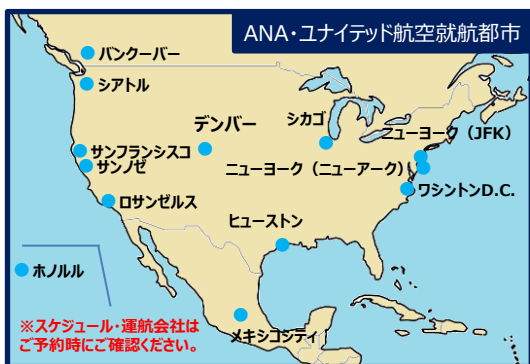 ANA・ユナイテッド航空就航都市
バンクーバー
シアトル
シカゴ
デンバー
ニューヨーク（JFK）
サンフランシスコ
サンノゼ
ニューヨーク（ニューアーク）
ワシントンD.C.
ロサンゼルス
ヒューストン
ホノルル
※スケジュール・運航会社は
ご予約時にご確認ください。
メキシコシティ